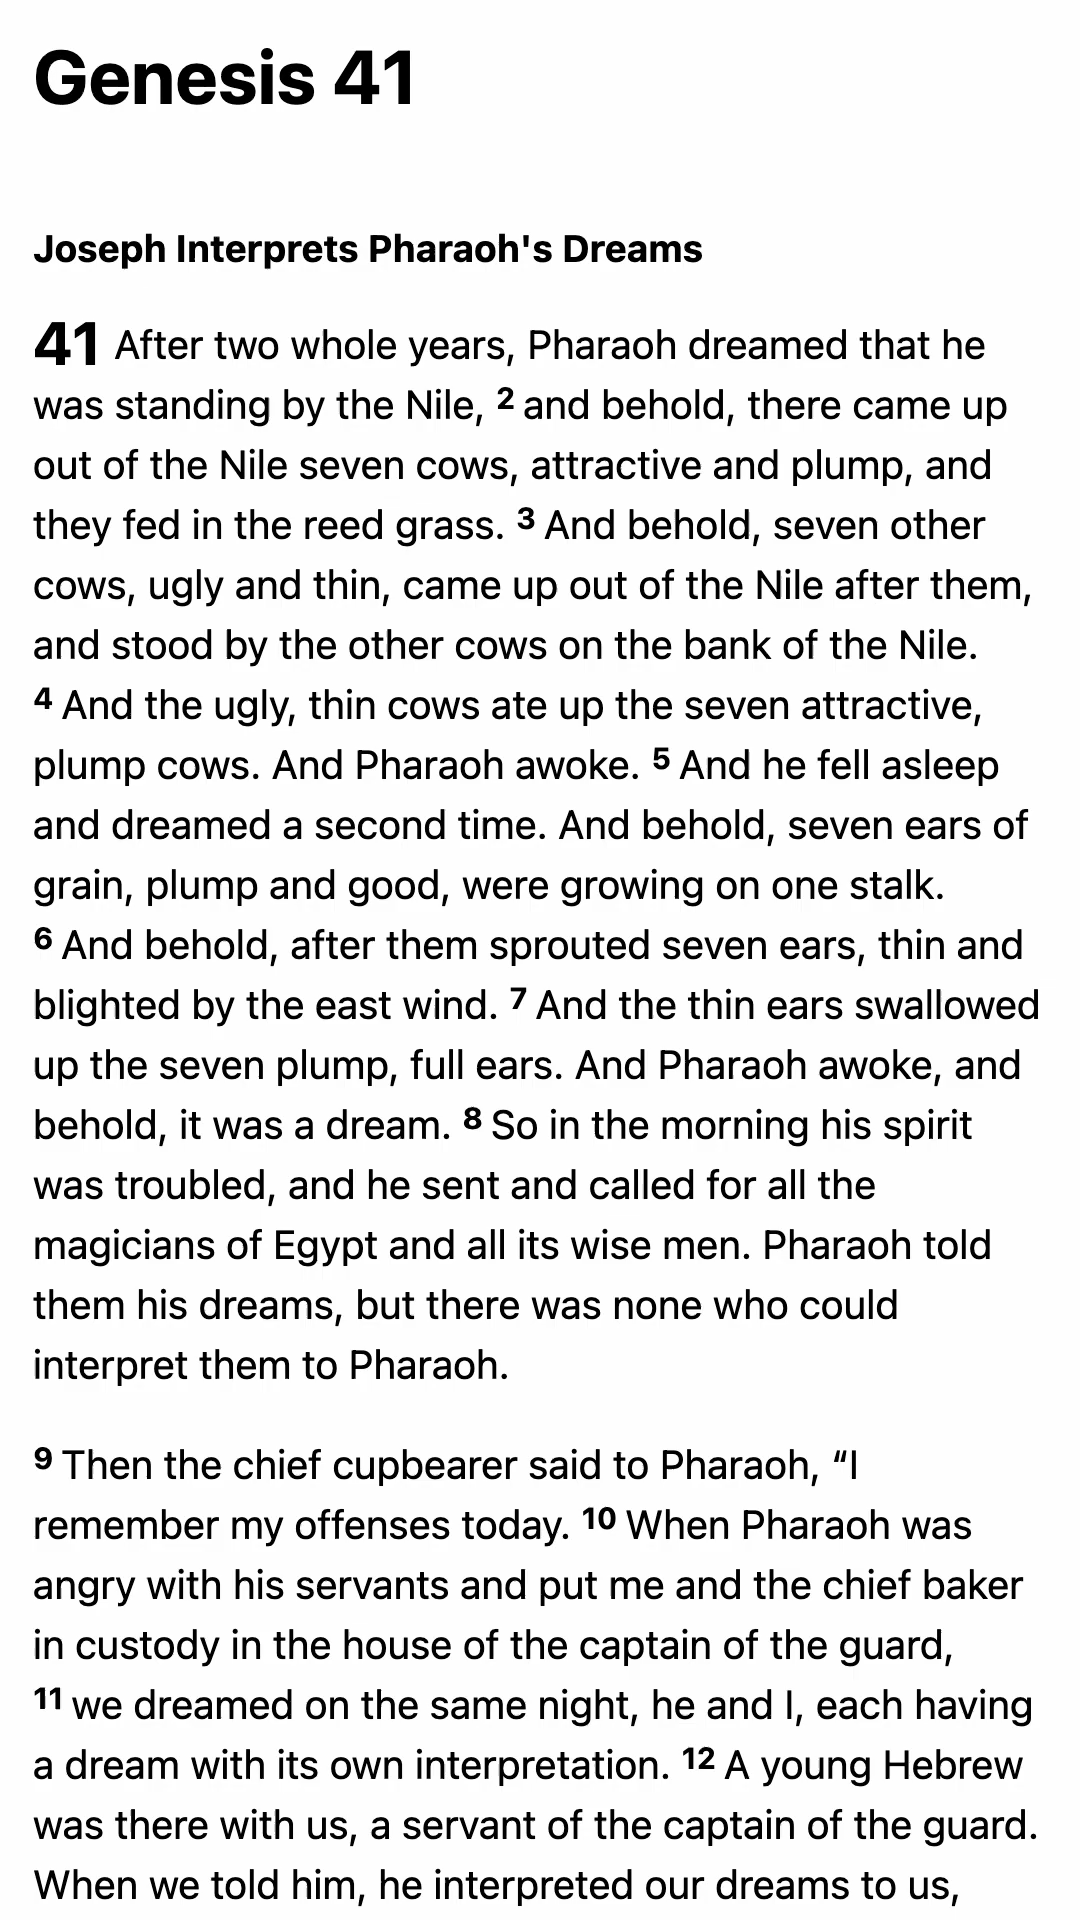 Genesis 41
Joseph Interprets Pharaoh's Dreams
41 After two whole years, Pharaoh dreamed that he
was standing by the Nile, 2 and behold, there came up
out of the Nile seven cows, attractive and plump, and
they fed in the reed grass. 3 And behold, seven other
cows, ugly and thin, came up out of the Nile after them,
and stood by the other cows on the bank of the Nile.
4 And the ugly, thin cows ate up the seven attractive,
plump cows. And Pharaoh awoke. 5 And he fell asleep
and dreamed a second time. And behold, seven ears of
grain, plump and good, were growing on one stalk.
6 And behold, after them sprouted seven ears, thin and
blighted by the east wind. 7 And the thin ears swallowed
up the seven plump, full ears. And Pharaoh awoke, and
behold, it was a dream. 8 So in the morning his spirit
was troubled, and he sent and called for all the
magicians of Egypt and all its wise men. Pharaoh told
them his dreams, but there was none who could
interpret them to Pharaoh.
9 Then the chief cupbearer said to Pharaoh, “I
remember my offenses today. 10 When Pharaoh was
angry with his servants and put me and the chief baker
in custody in the house of the captain of the guard,
11 we dreamed on the same night, he and I, each having
a dream with its own interpretation. 12 A young Hebrew
was there with us, a servant of the captain of the guard.
When we told him, he interpreted our dreams to us,